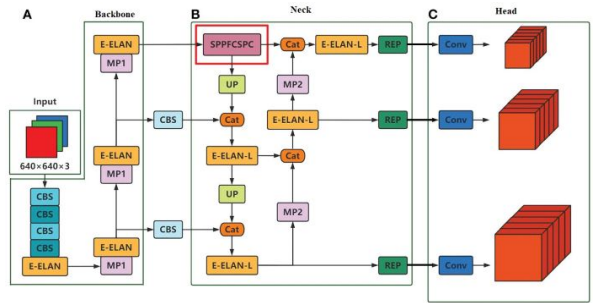 A
Backbone
B
Neck
C
Head
E-ELAN
MP1
SPPFCSPC
Cat
E-ELAN-L
REP
Conv
UP
MP2
Input
640×640×3
CBS
Cat
E-ELAN-L
REP
Conv
E-ELAN
MP1
E-ELAN-L
Cat
CBS
CBS
CBS
CBS
UP
MP2
CBS
Cat
E-ELAN
MP1
E-ELAN
E-ELAN-L
REP
Conv